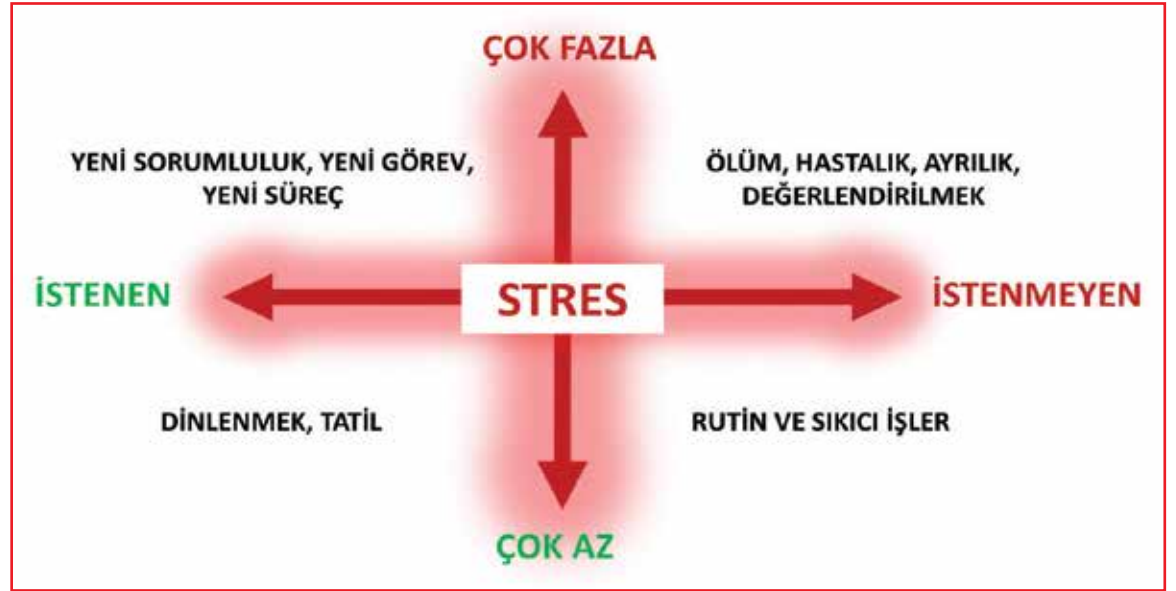 ÇOK FAZLA
YENİ SORUMLULUK, YENİ GÖREV,
YENİ SÜREÇ
ÖLÜM, HASTALIK, AYRILIK,
DEĞERLENDİRİLMEK
İSTENEN
STRES
İSTENMEYEN
DİNLENMEK, TATİL
RUTİN VE SIKICI İŞLER
ÇOK AZ